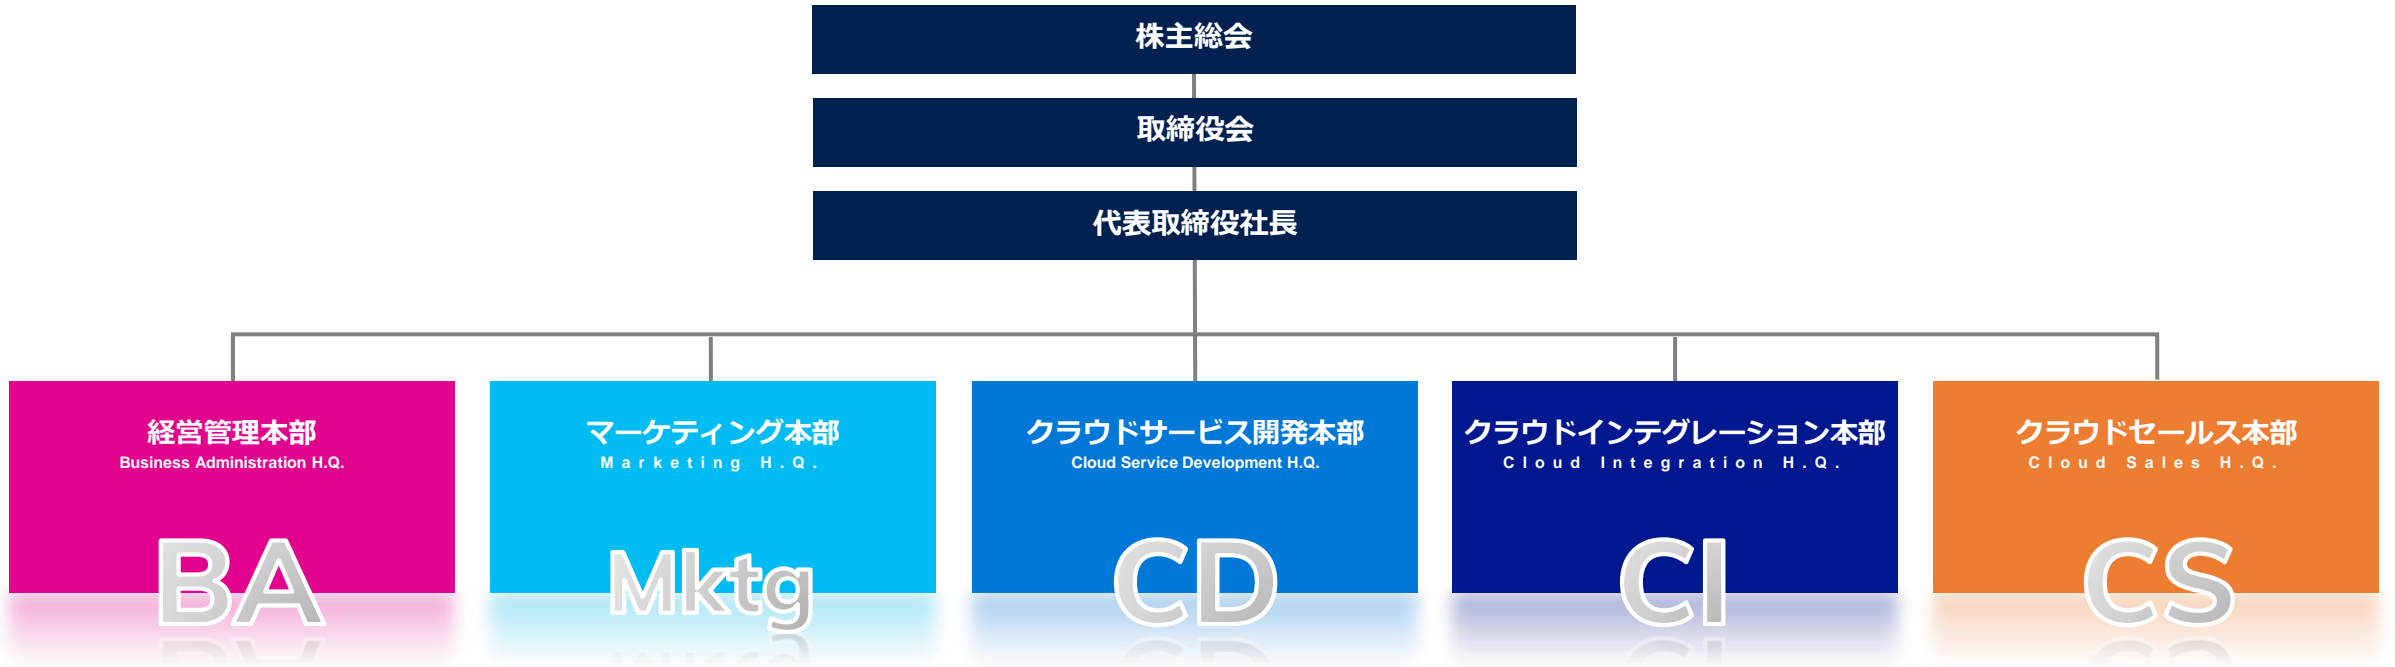 株主総会
取締役会
代表取締役社長
経営管理本部
Business Administration H.Q.
BA
マーケティング本部
Marketing H.Q.
Mktg
クラウドサービス開発本部
Cloud Service Development H.Q.
CD
クラウドインテグレーション本部
Cloud Integration H.Q.
CI
クラウドセールス本部
Cloud Sales H.Q.
CS